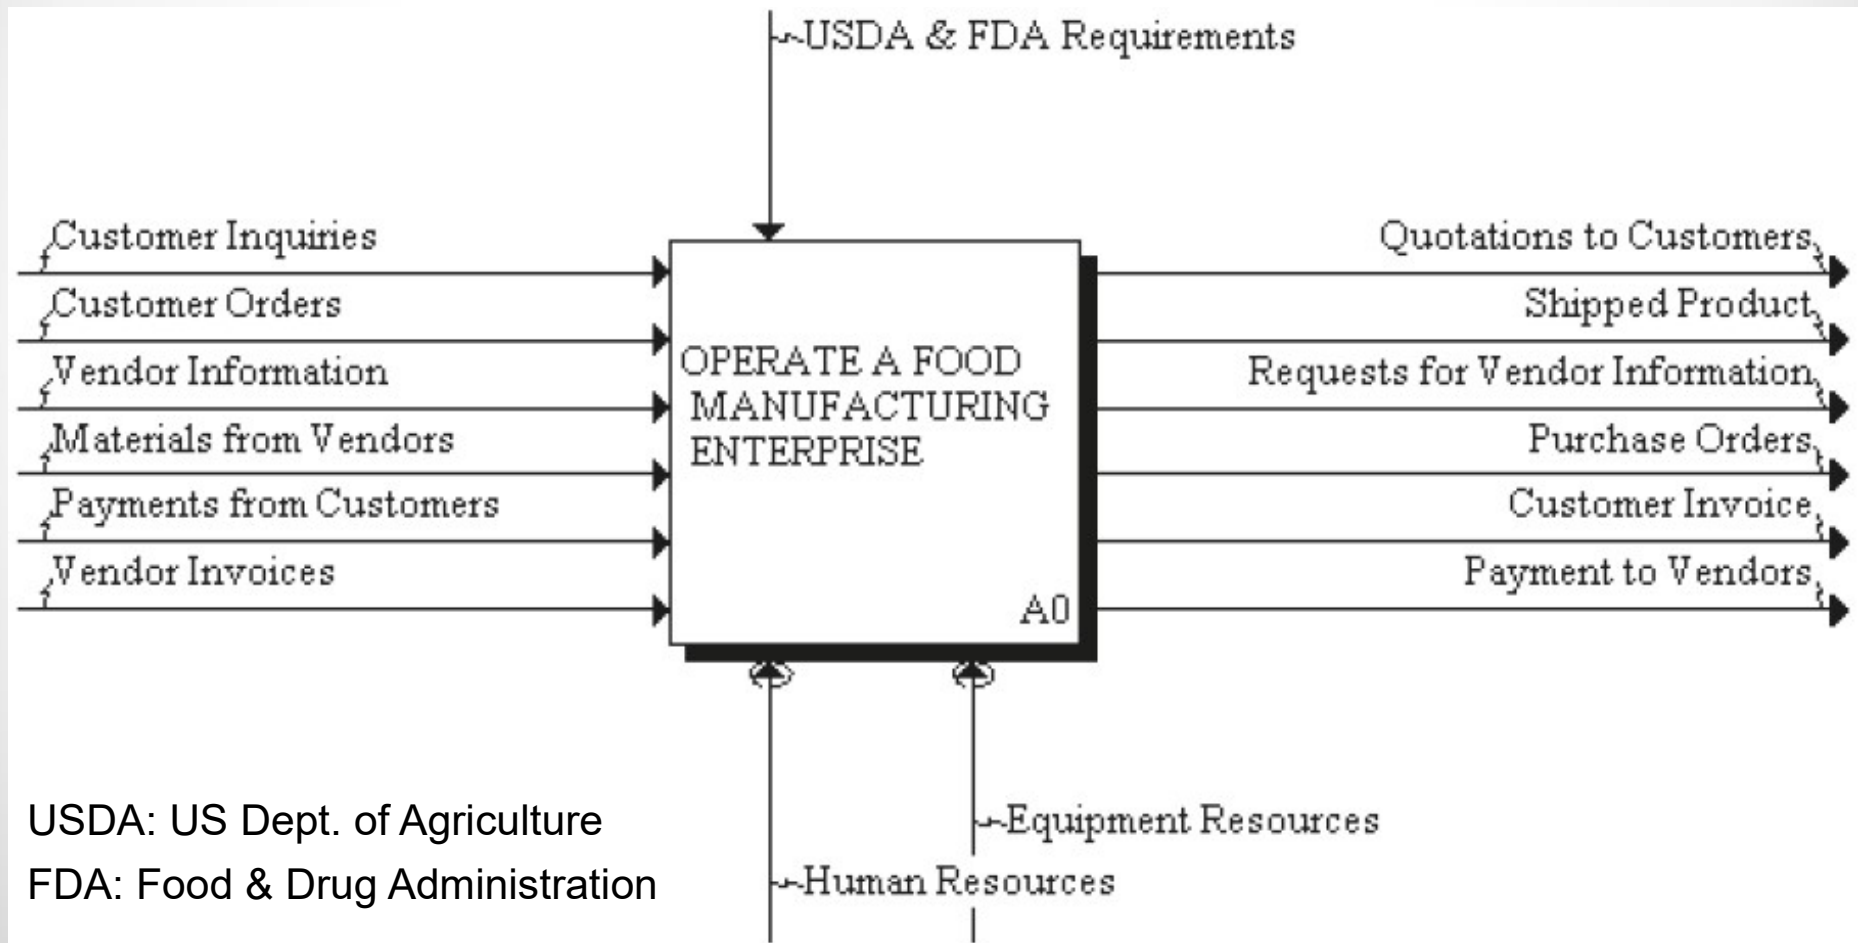 USDA & FDA Requirements
Customer Inquiries
Customer Orders
Vendor Information
Materials from Vendors
Payments from Customers
Vendor Invoices
OPERATE A FOOD
MANUFACTURING
ENTERPRISE
A0
Quotations to Customers
Shipped Product
Requests for Vendor Information
Purchase Orders
Customer Invoice
Payment to Vendors
Equipment Resources
Human Resources
USDA: US Dept. of Agriculture
FDA: Food & Drug Administration